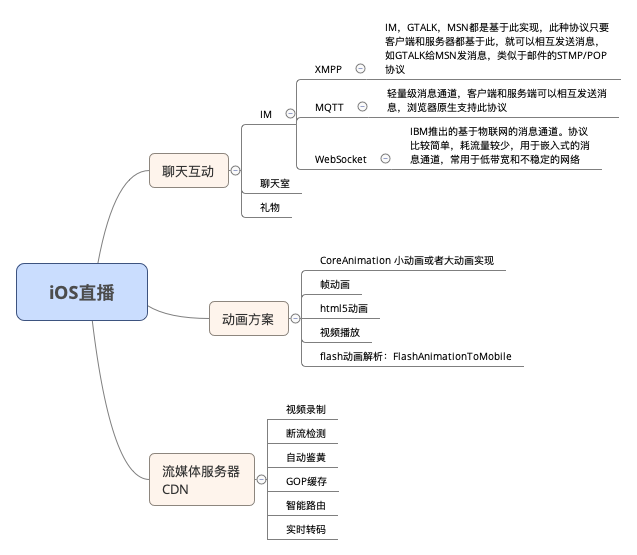 IM，GTALK，MSN都是基于此实现，此种协议只要
客户端和服务器都基于此，就可以相互发送消息，
如GTALK给MSN发消息，类似于邮件的STMP/POP
协议
XMPP
轻量级消息通道，客户端和服务端可以相互发送消
息，浏览器原生支持此协议
MQTT
IM
IBM推出的基于物联网的消息通道。协议
比较简单，耗流量较少，用于嵌入式的消
息通道，常用于低带宽和不稳定的网络
WebSocket
聊天互动
聊天室
礼物
iOS直播
CoreAnimation 小动画或者大动画实现
帧动画
html5动画
动画方案
视频播放
flash动画解析：FlashAnimationToMobile
视频录制
断流检测
自动鉴黄
流媒体服务器
CDN
GOP缓存
智能路由
实时转码